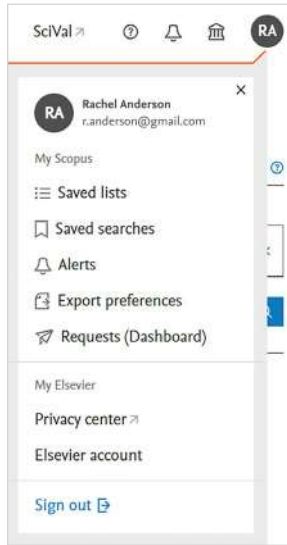 SciVal
RA
RA
Rachel Anderson
r.anderson@gmail.com
My Scopus
Saved lists
Saved searches
Alerts
Export preferences
Requests (Dashboard)
My Elsevier
Privacy center
Elsevier account
Sign out